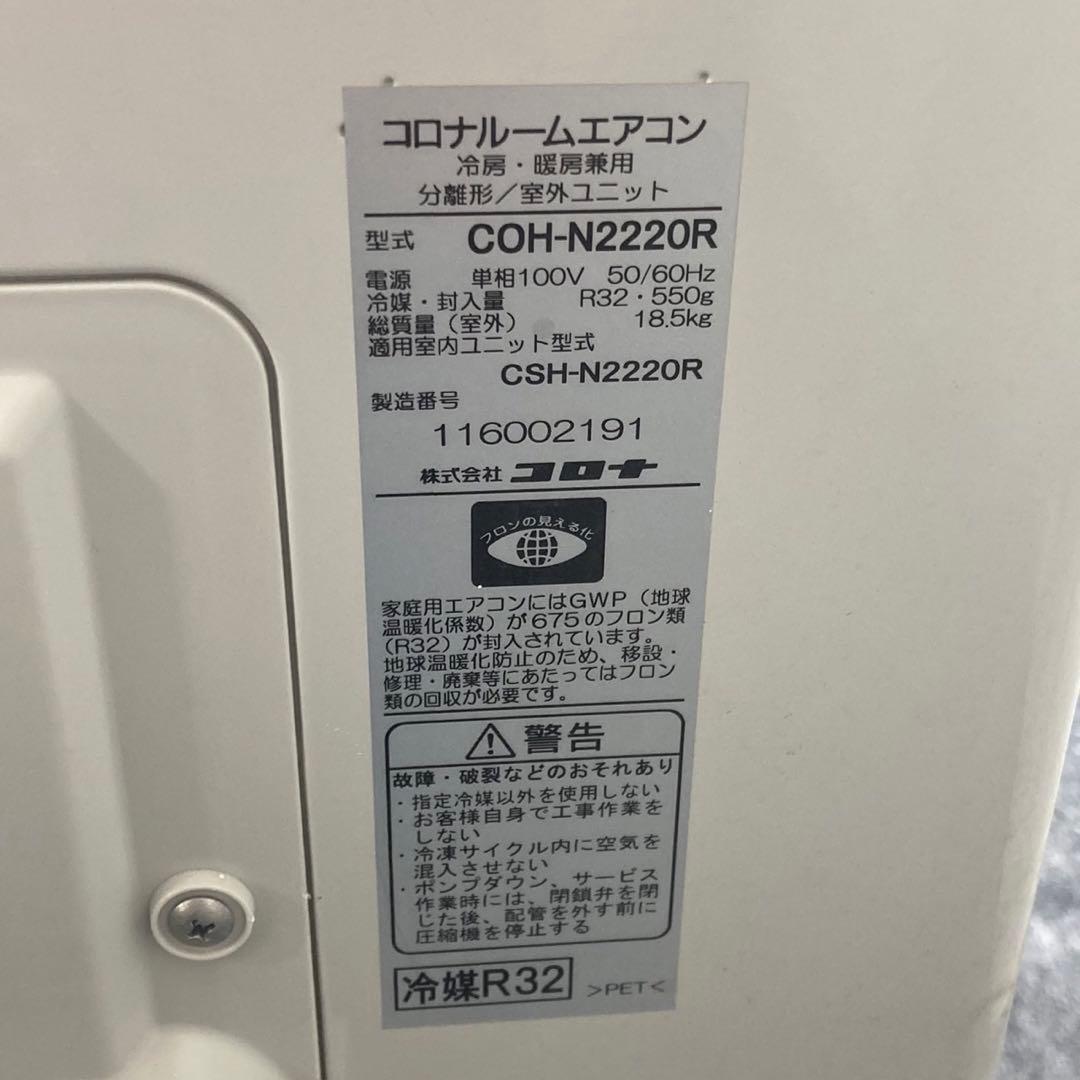 コロナルームエアコン
冷房・暖房兼用
分離形／室外ユニット
型式 COH-N2220R
電源 単相100V 50/60Hz
冷媒・封入量 R32・550g
総質量（室外） 18.5kg
適用室内ユニット型式
CSH-N2220R
製造番号
116002191
株式会社 コロナ
フロンの見える化
家庭用エアコンにはGWP（地球
温暖化係数）が675のフロン類
（R32）が封入されています。
地球温暖化防止のため、移設・
修理・廃棄等にあたってはフロン
類の回収が必要です。
警告
故障・破裂などのおそれあり
・指定冷媒以外を使用しない
・お客様自身で工事作業を
しない
・冷凍サイクル内に空気を
混入させない
・ポンプダウン、サービス
作業時には、閉鎖弁を閉
じた後、配管を外す前に
圧縮機を停止する
冷媒R32 >PET<